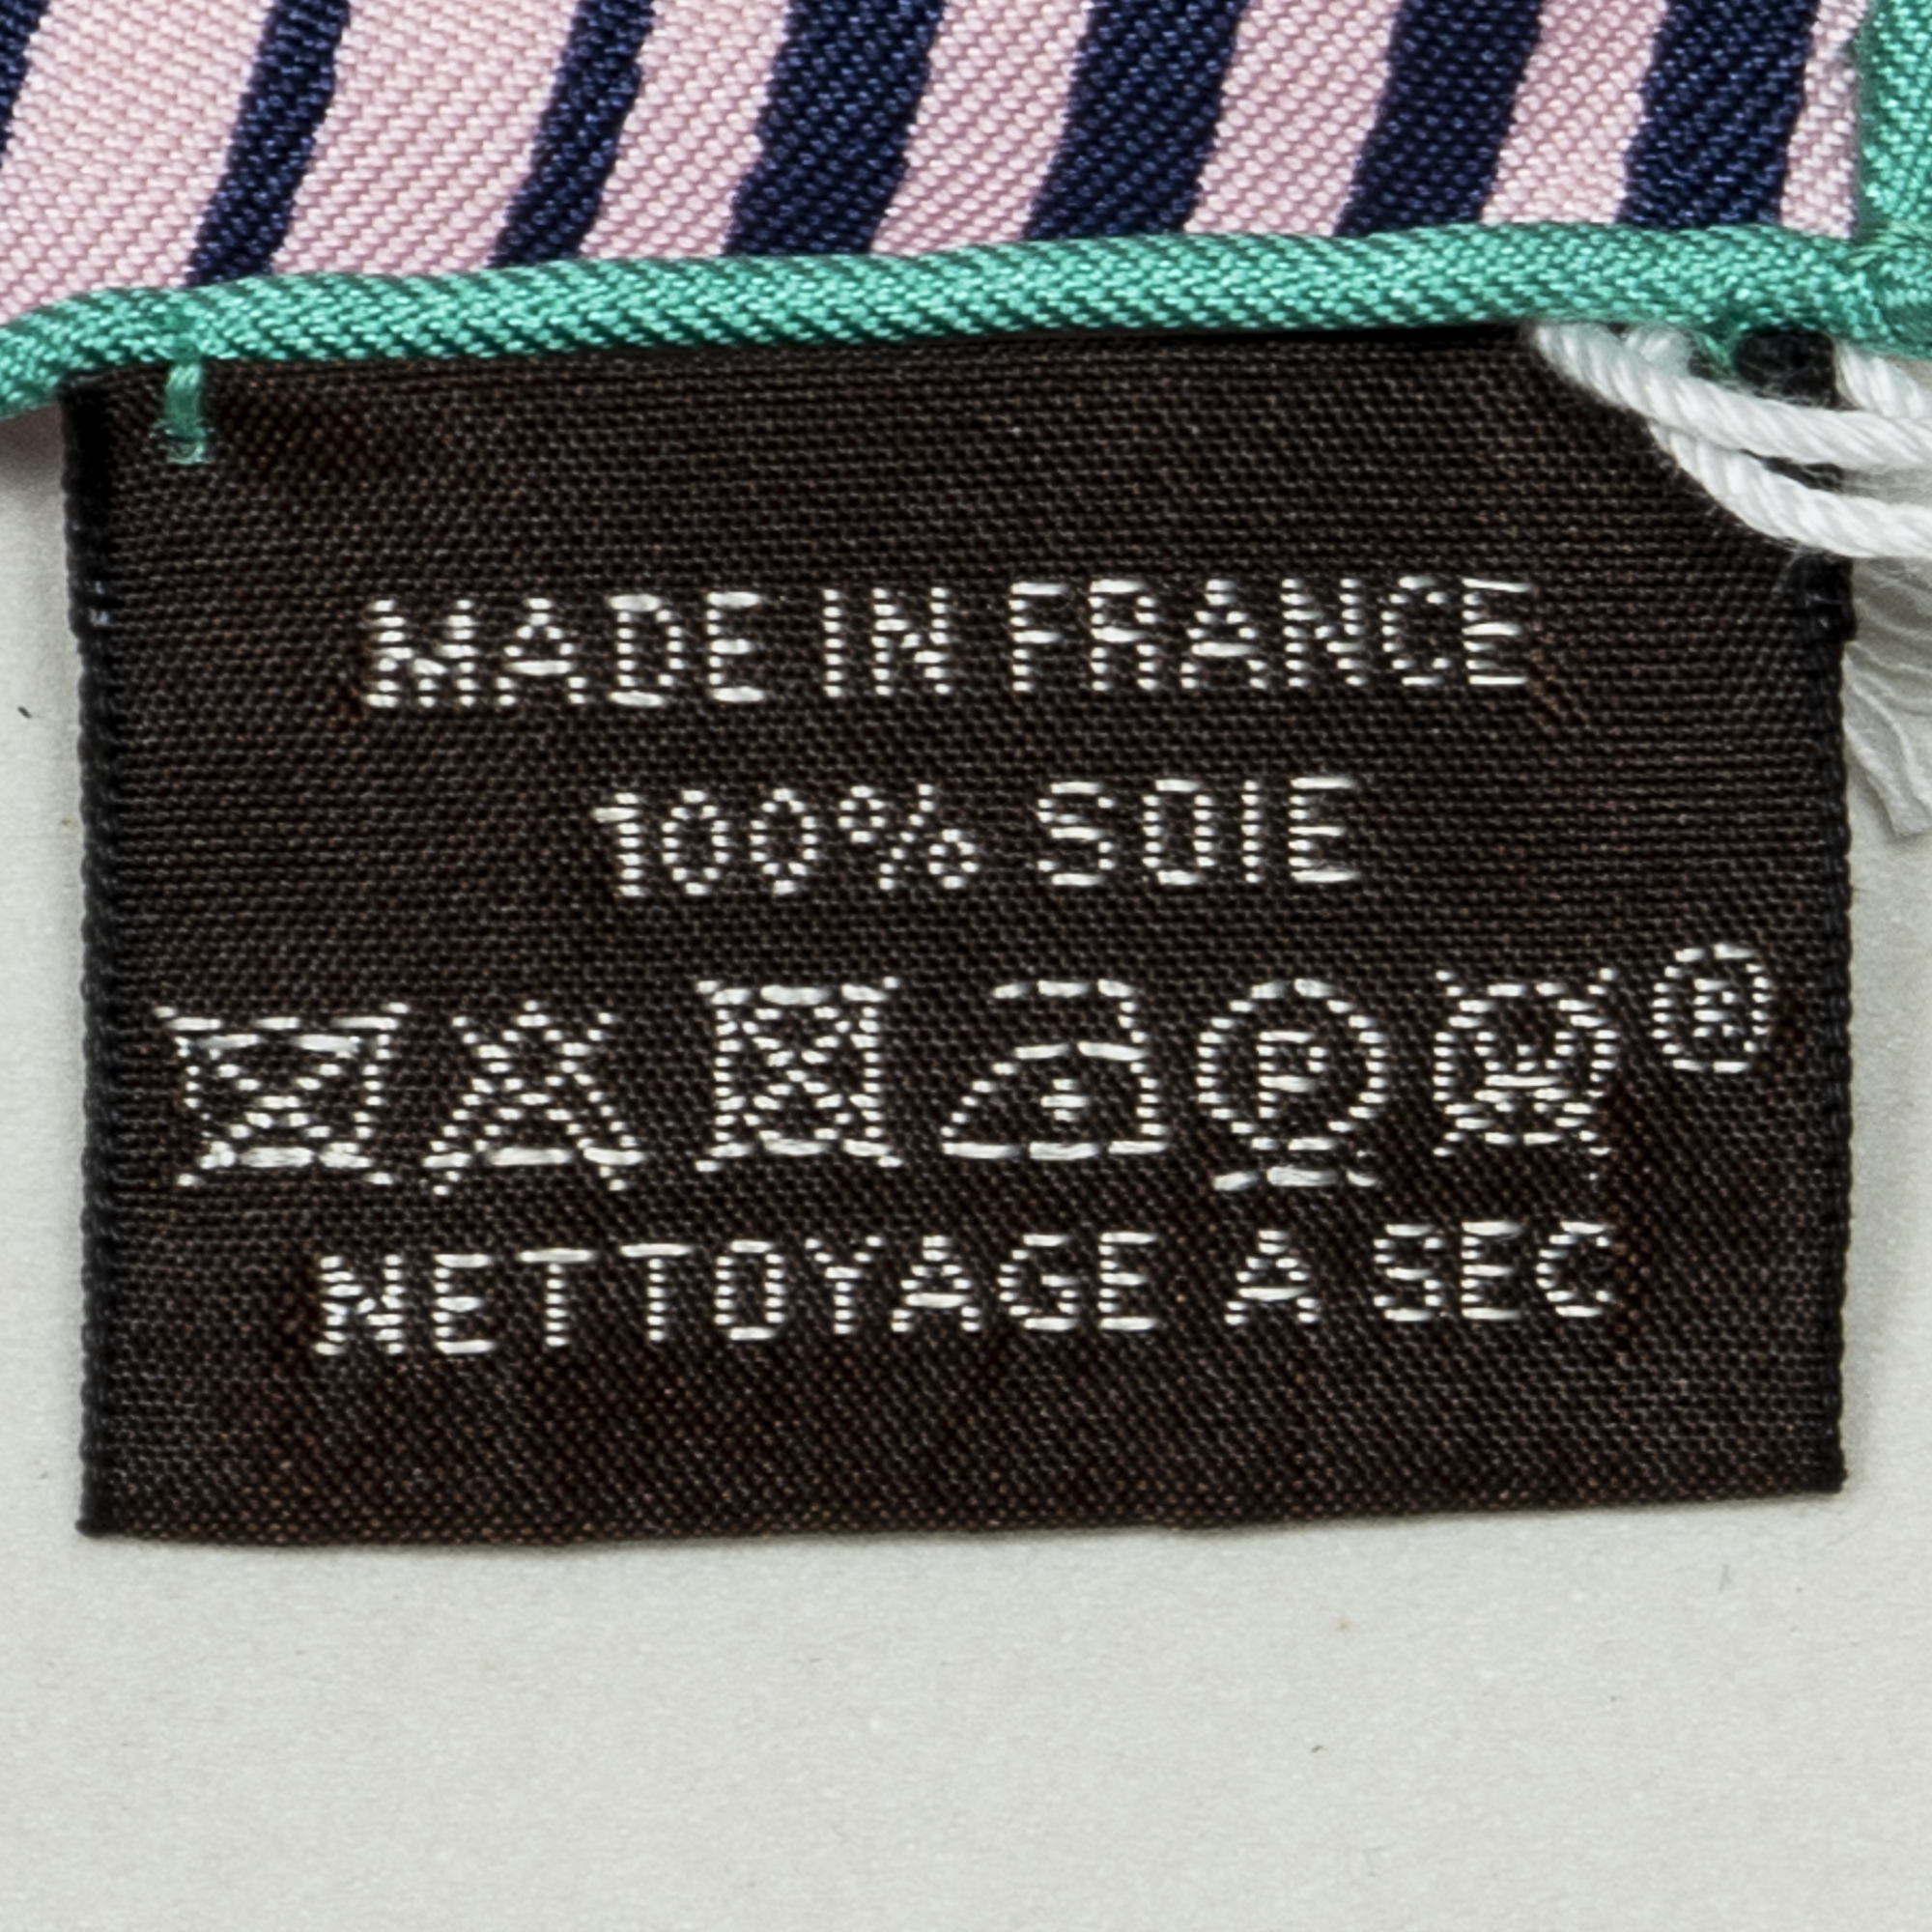 MADE IN FRANCE
100% SOIE
P W ®
NETTOYAGE A SEC